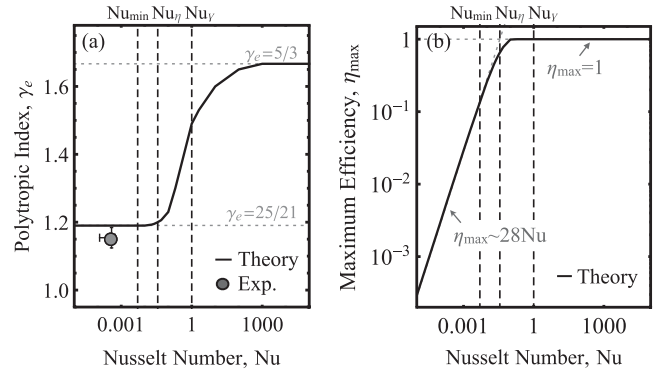 Nu_min Nu_η Nu_γ
(a)
γ_e=5/3
1.6
1.4
1.2
1.0
γ_e=25/21
Theory
Exp.
Polytropic Index, γ_e
0.001 1 1000
Nusselt Number, Nu
Nu_min Nu_η Nu_γ
(b)
1
10^-1
10^-2
10^-3
η_max=1
η_max~28Nu
Theory
Maximum Efficiency, η_max
0.001 1 1000
Nusselt Number, Nu